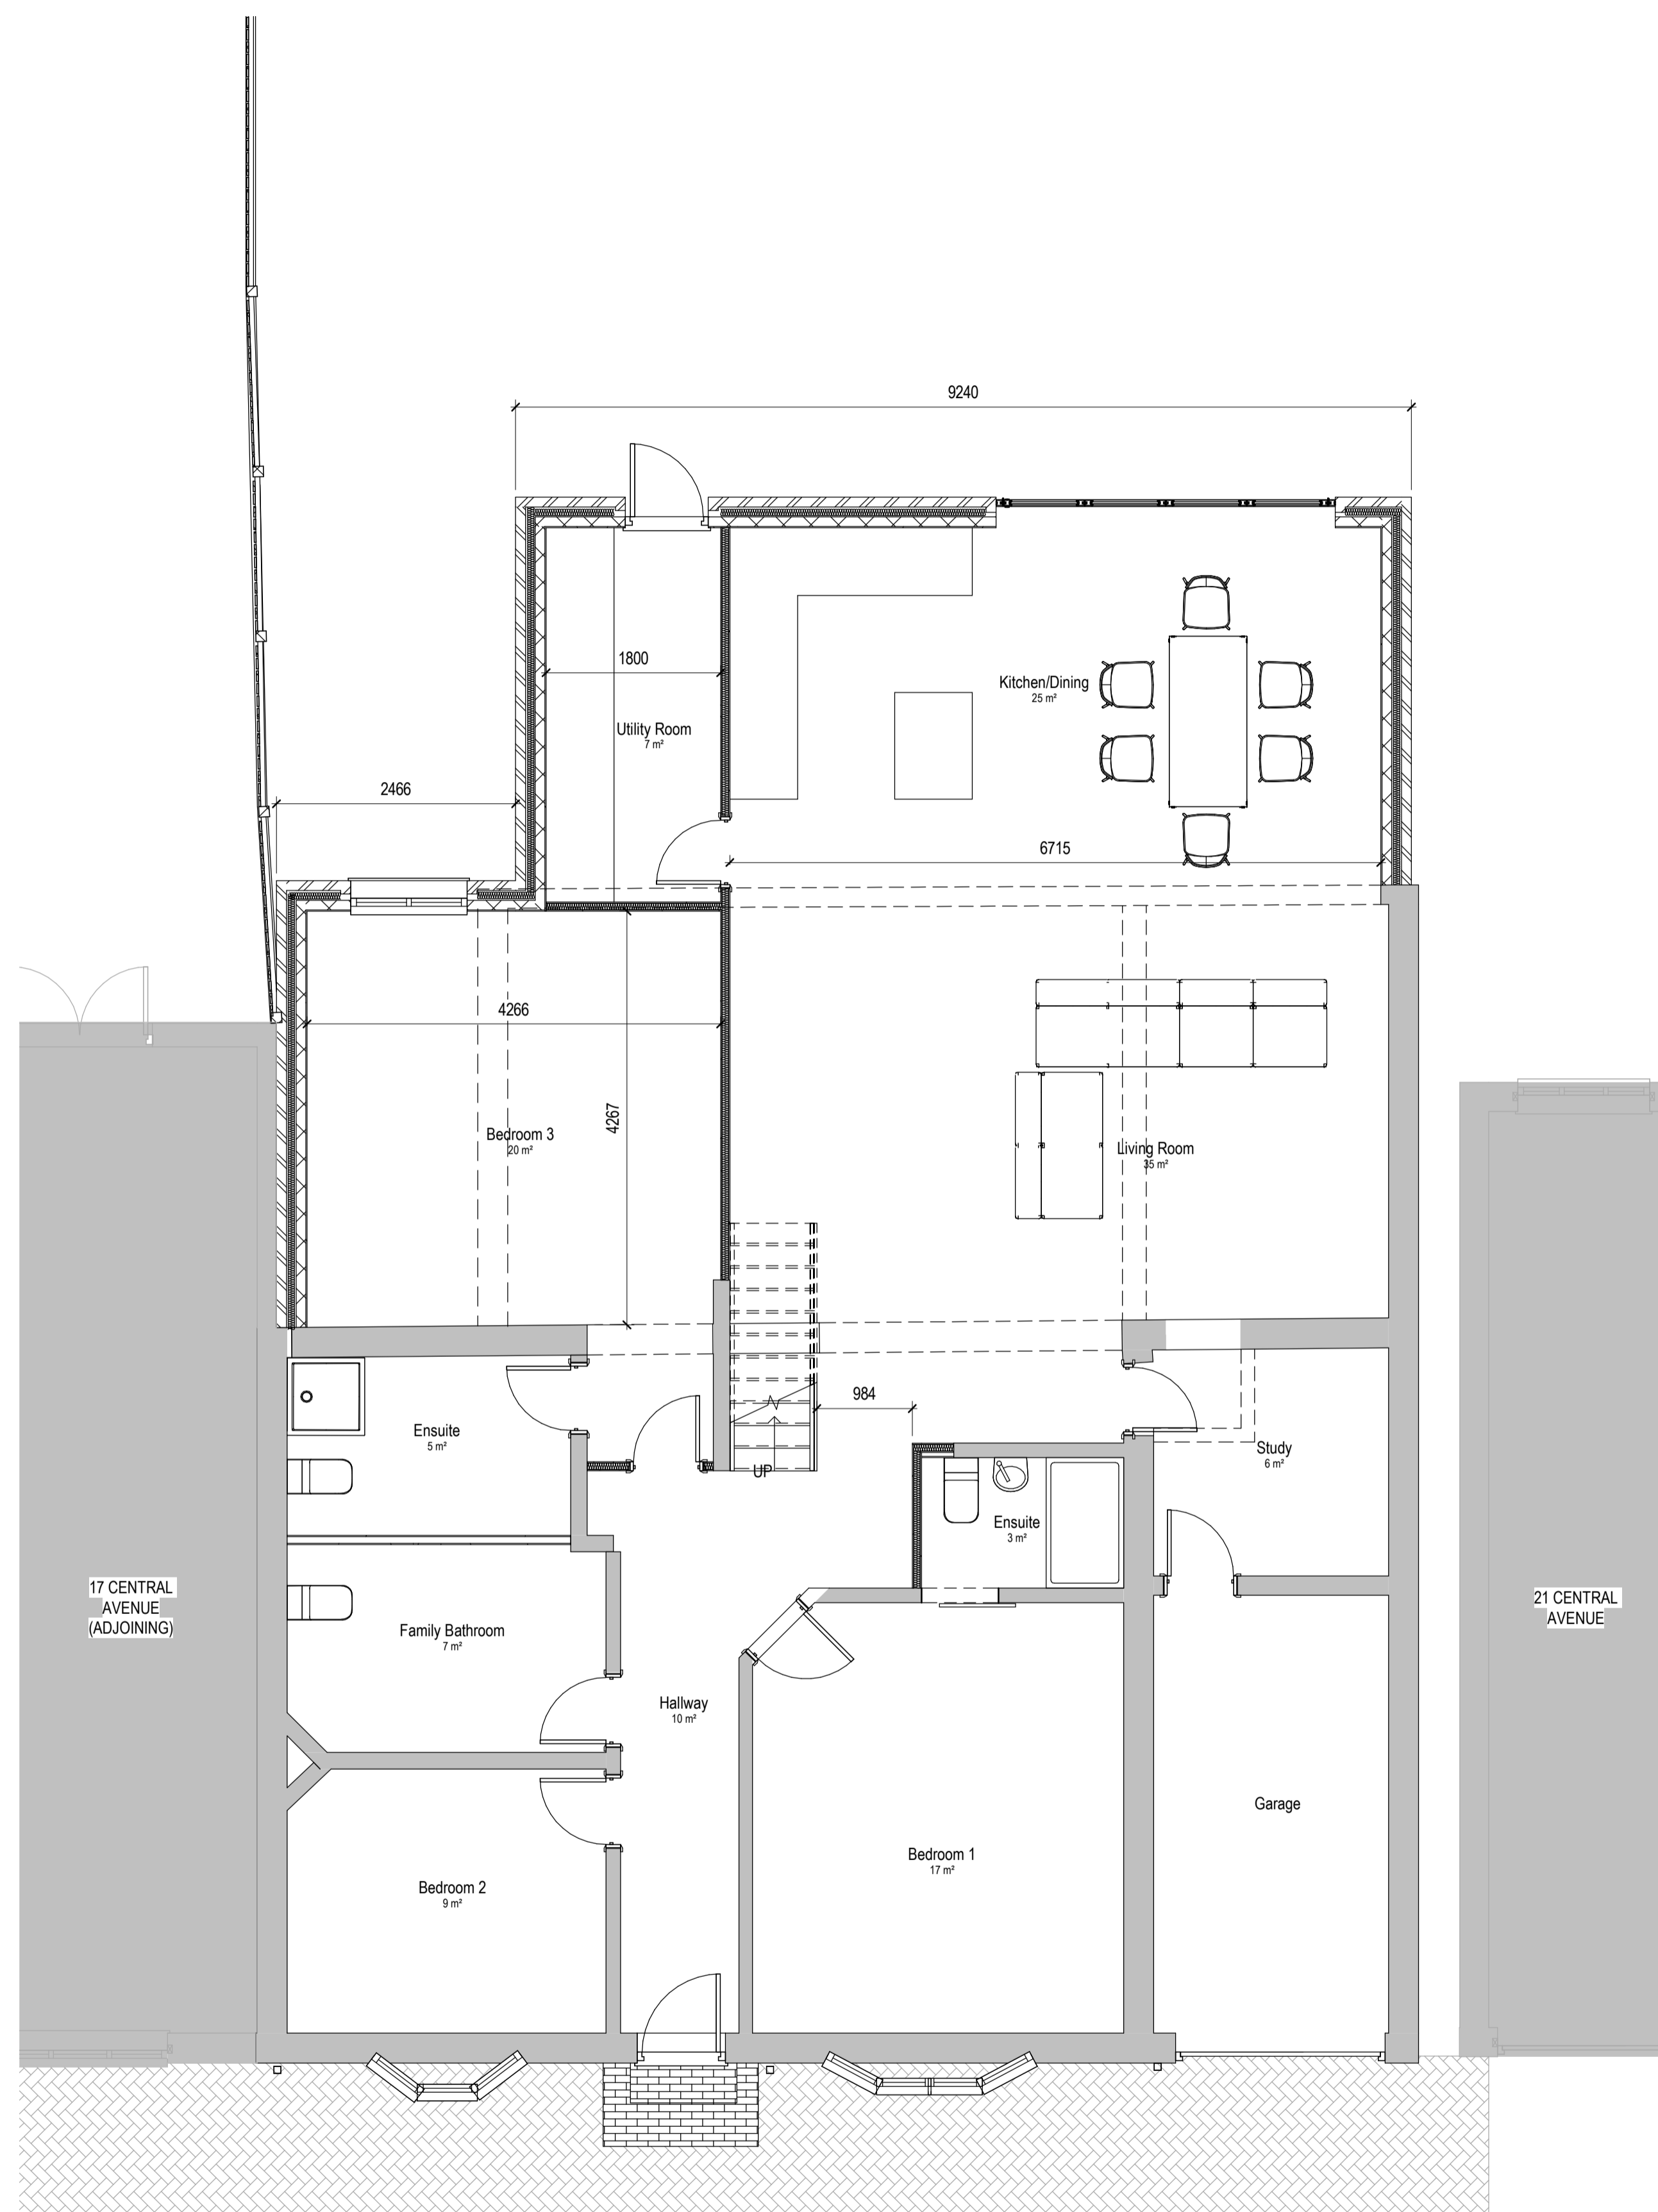 9240
1800
Utility Room
7 m²
Kitchen/Dining
25 m²
2466
6715
4266
4267
Bedroom 3
20 m²
Living Room
35 m²
984
Ensuite
5 m²
UP
Study
6 m²
Ensuite
3 m²
17 CENTRAL
AVENUE
(ADJOINING)
21 CENTRAL
AVENUE
Family Bathroom
7 m²
Hallway
10 m²
Garage
Bedroom 1
17 m²
Bedroom 2
9 m²